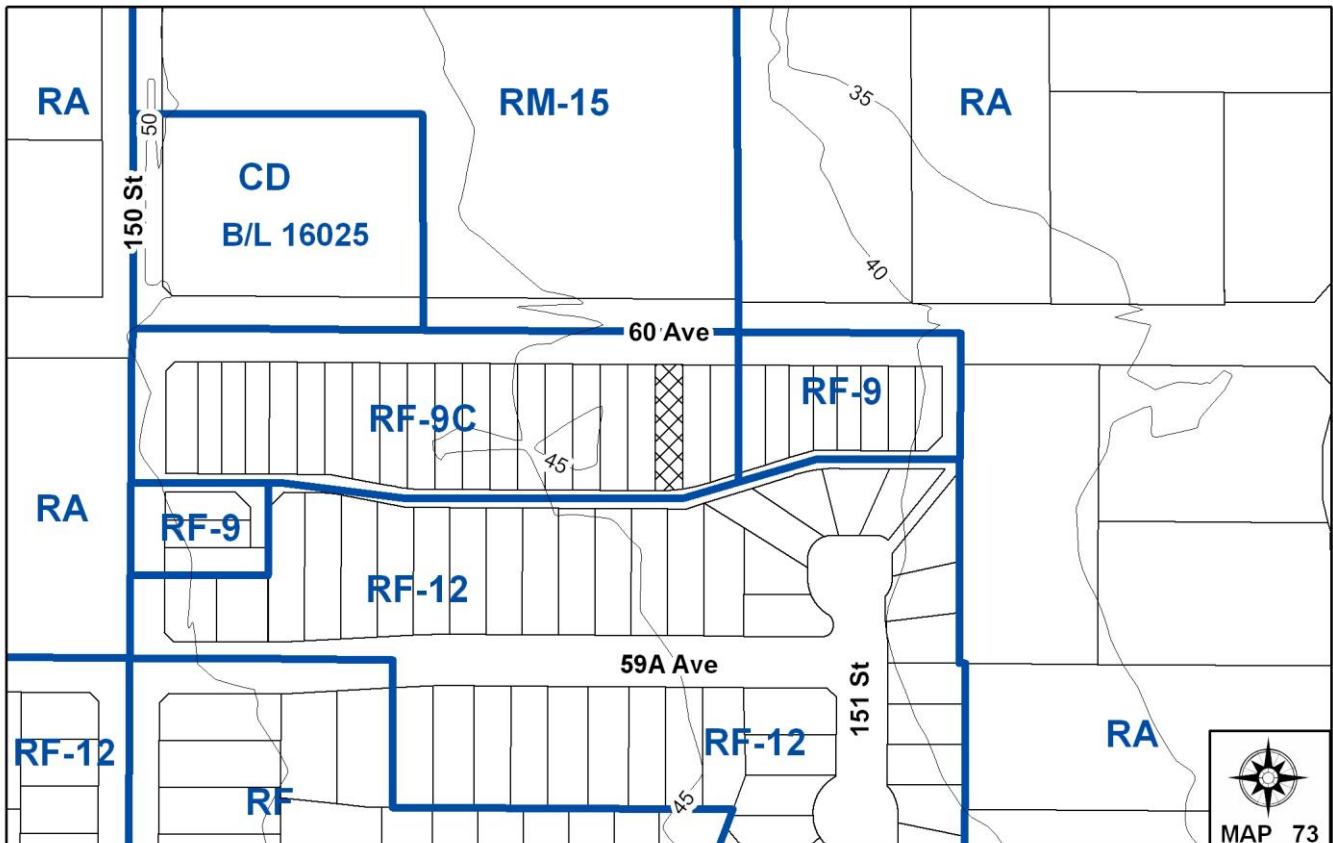 RA
RM-15
RA
35
50
CD
B/L 16025
150 St
40
60 Ave
RF-9
RF-9C
45
RA
RF-9
RF-12
59A Ave
151 St
RF-12
RF-12
RA
RF
45
MAP 73